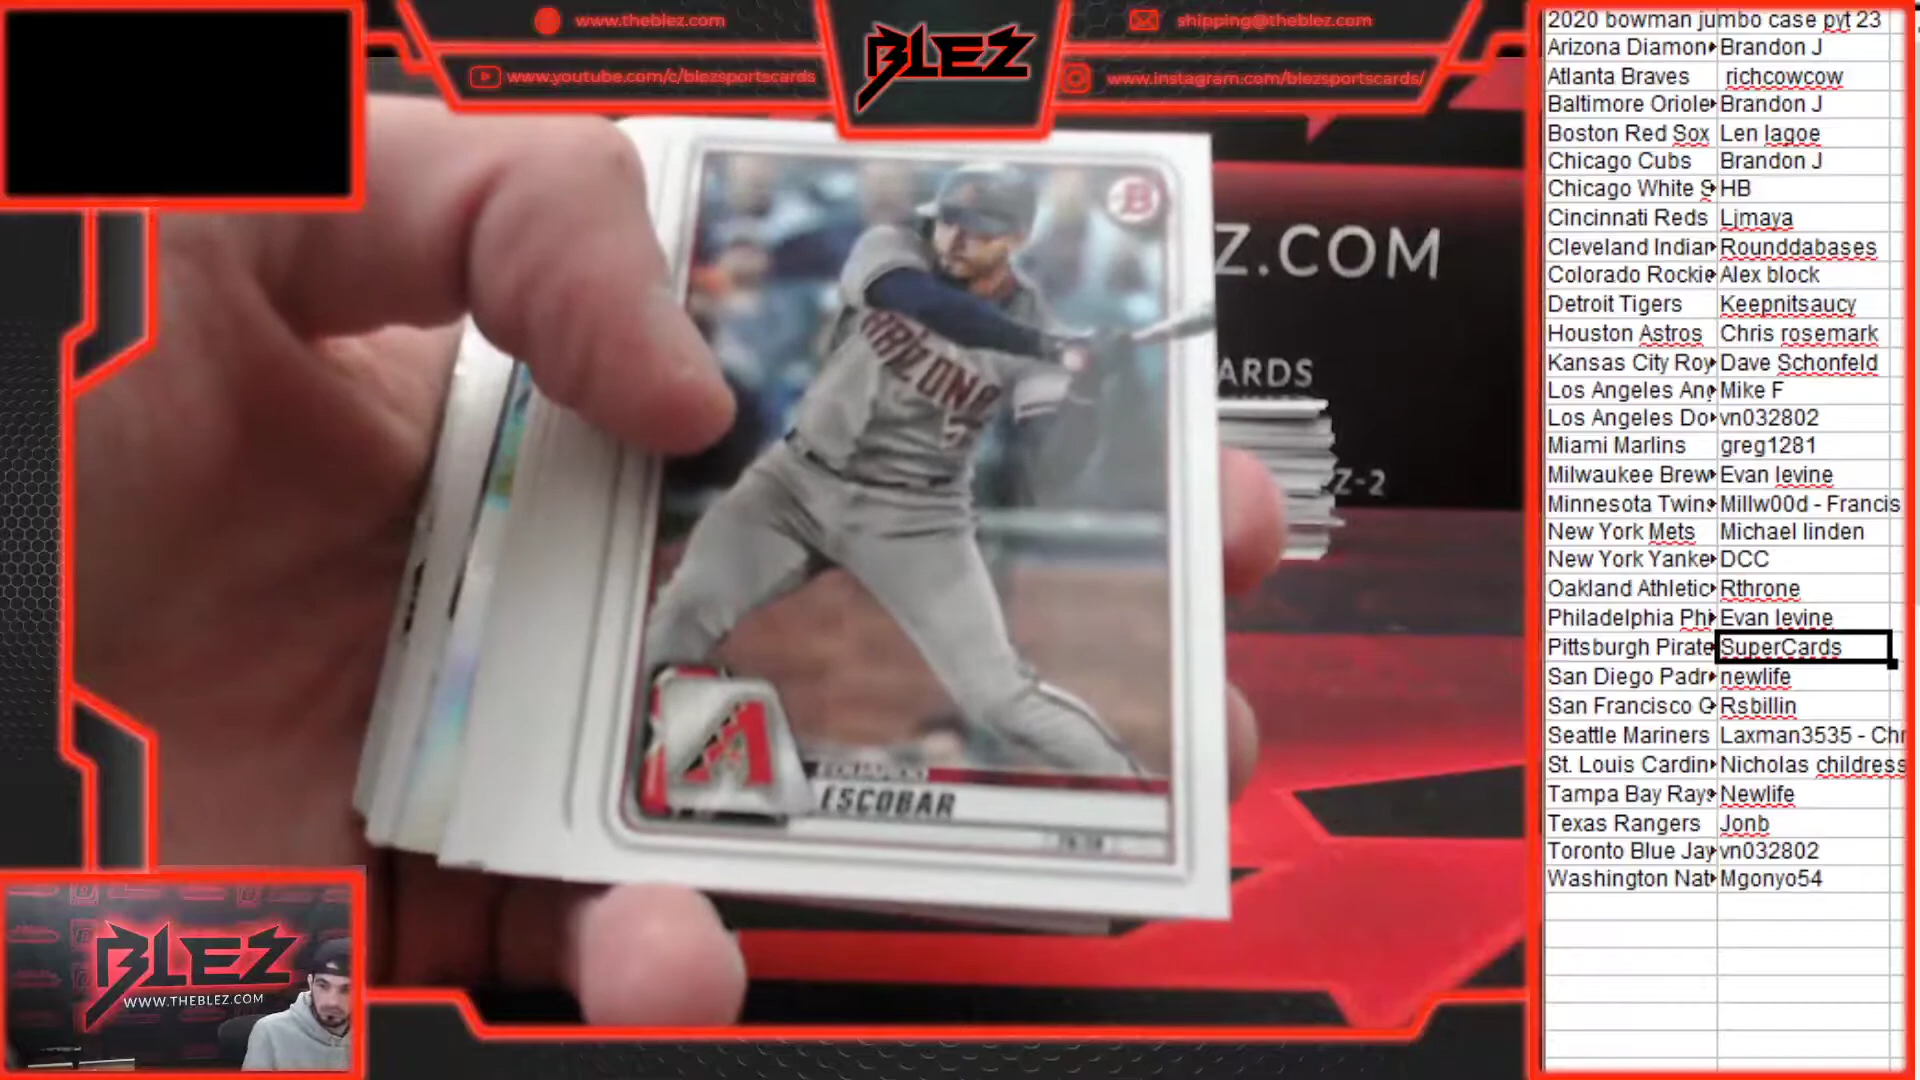 www.theblez.com
www.youtube.com/c/blezsportscards
BLEZ
shipping@theblez.com
www.instagram.com/blezsportscards/
Z.COM
ARDS
Z-2
B
ARIZONA
A
EDUARDO
ESCOBAR
BLEZ
WWW.THEBLEZ.COM
2020 bowman jumbo case pyt 23
Arizona Diamon Brandon J
Atlanta Braves richcowcow
Baltimore Oriole Brandon J
Boston Red Sox Len lagoe
Chicago Cubs Brandon J
Chicago White S HB
Cincinnati Reds Ljmaya
Cleveland Indian Rounddabases
Colorado Rockie Alex block
Detroit Tigers Keepnitsaucy
Houston Astros Chris rosemark
Kansas City Roy Dave Schonfeld
Los Angeles Ang Mike F
Los Angeles Do vn032802
Miami Marlins greg1281
Milwaukee Brew Evan levine
Minnesota Twins Millw00d - Francis
New York Mets Michael linden
New York Yanke DCC
Oakland Athletic Rthrone
Philadelphia Phi Evan levine
Pittsburgh Pirate SuperCards
San Diego Padr newlife
San Francisco G Rsbillin
Seattle Mariners Laxman3535 - Chr
St. Louis Cardin Nicholas childress
Tampa Bay Rays Newlife
Texas Rangers Jonb
Toronto Blue Jay vn032802
Washington Nat Mgonyo54